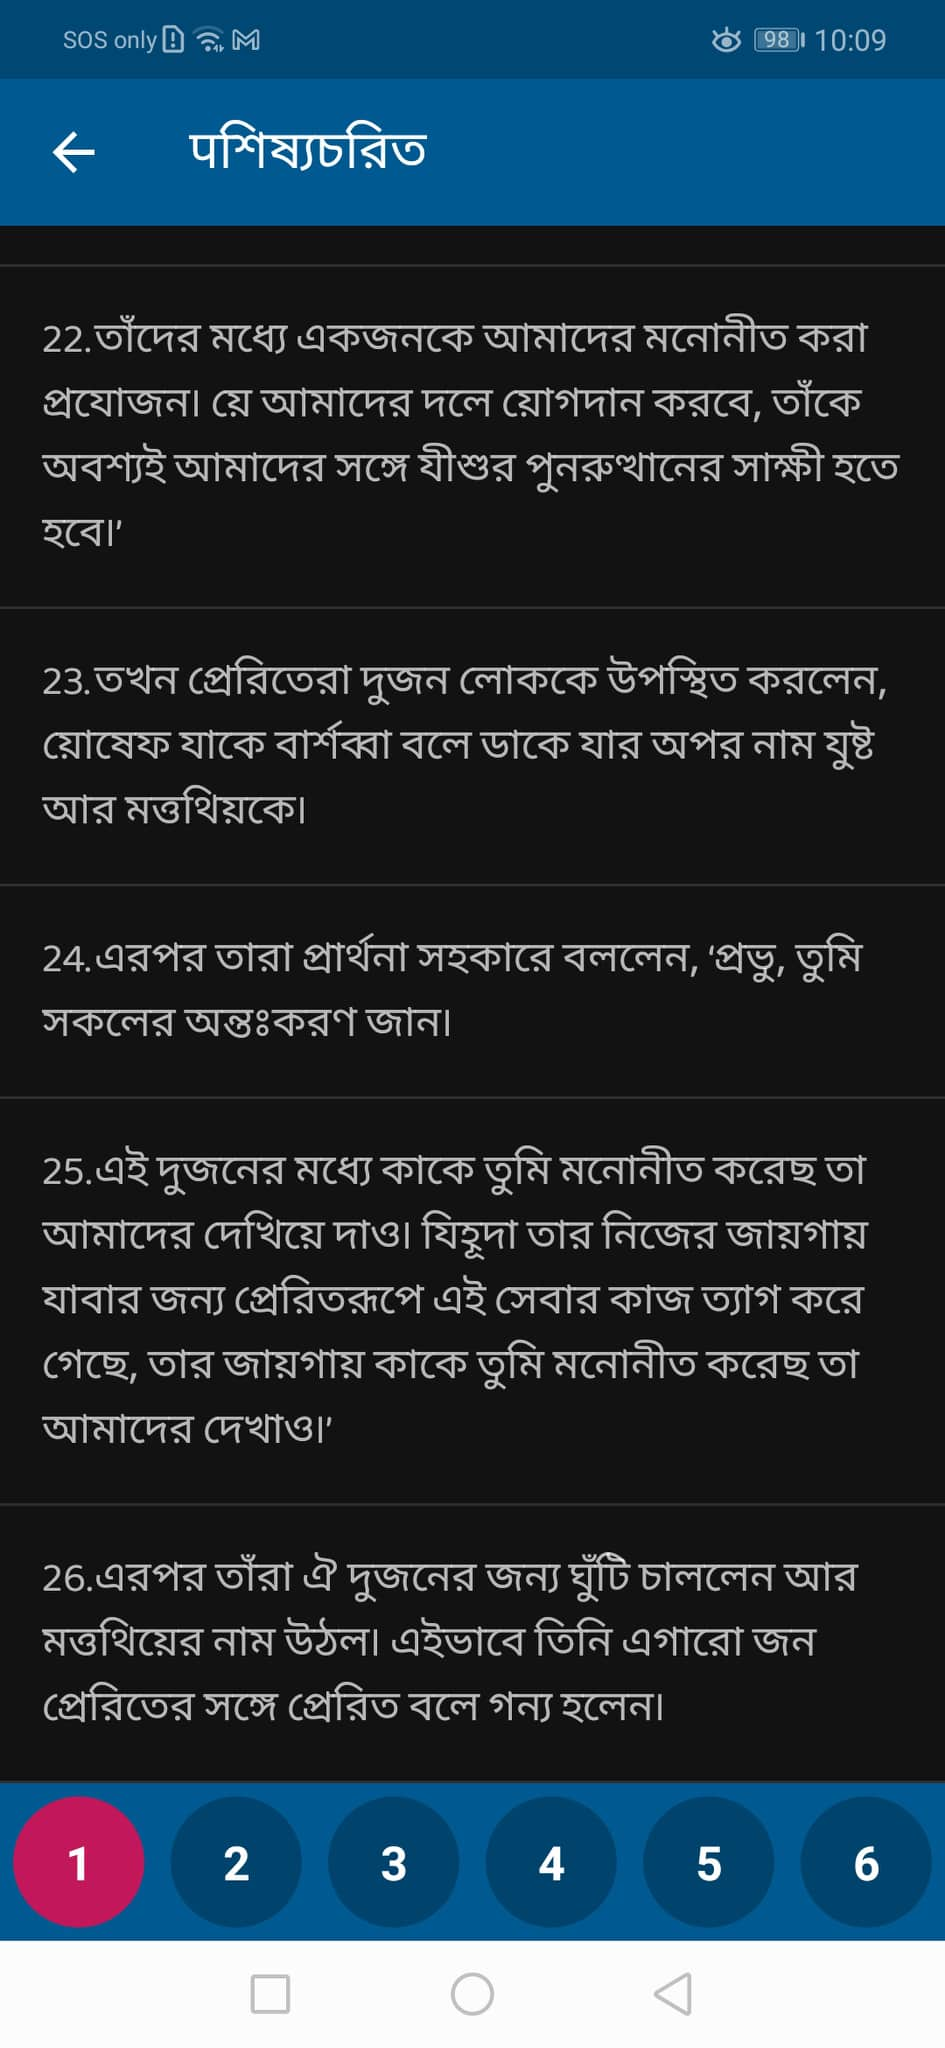 SOS only
98 10:09
পশিষ্যচরিত
22.তাঁদের মধ্যে একজনকে আমাদের মনোনীত করা
প্রযোজন। য়ে আমাদের দলে য়োগদান করবে, তাঁকে
অবশ্যই আমাদের সঙ্গে যীশুর পুনরুত্থানের সাক্ষী হতে
হবে।’
23.তখন প্রেরিতেরা দুজন লোককে উপস্থিত করলেন,
য়োষেফ যাকে বার্শব্বা বলে ডাকে যার অপর নাম যুষ্ট
আর মত্তথিয়কে।
24.এরপর তারা প্রার্থনা সহকারে বললেন, ‘প্রভু, তুমি
সকলের অন্তঃকরণ জান।
25.এই দুজনের মধ্যে কাকে তুমি মনোনীত করেছ তা
আমাদের দেখিয়ে দাও। যিহূদা তার নিজের জায়গায়
যাবার জন্য প্রেরিতরূপে এই সেবার কাজ ত্যাগ করে
গেছে, তার জায়গায় কাকে তুমি মনোনীত করেছ তা
আমাদের দেখাও।’
26.এরপর তাঁরা ঐ দুজনের জন্য ঘুঁটি চাললেন আর
মত্তথিয়ের নাম উঠল। এইভাবে তিনি এগারো জন
প্রেরিতের সঙ্গে প্রেরিত বলে গন্য হলেন।
1 2 3 4 5 6